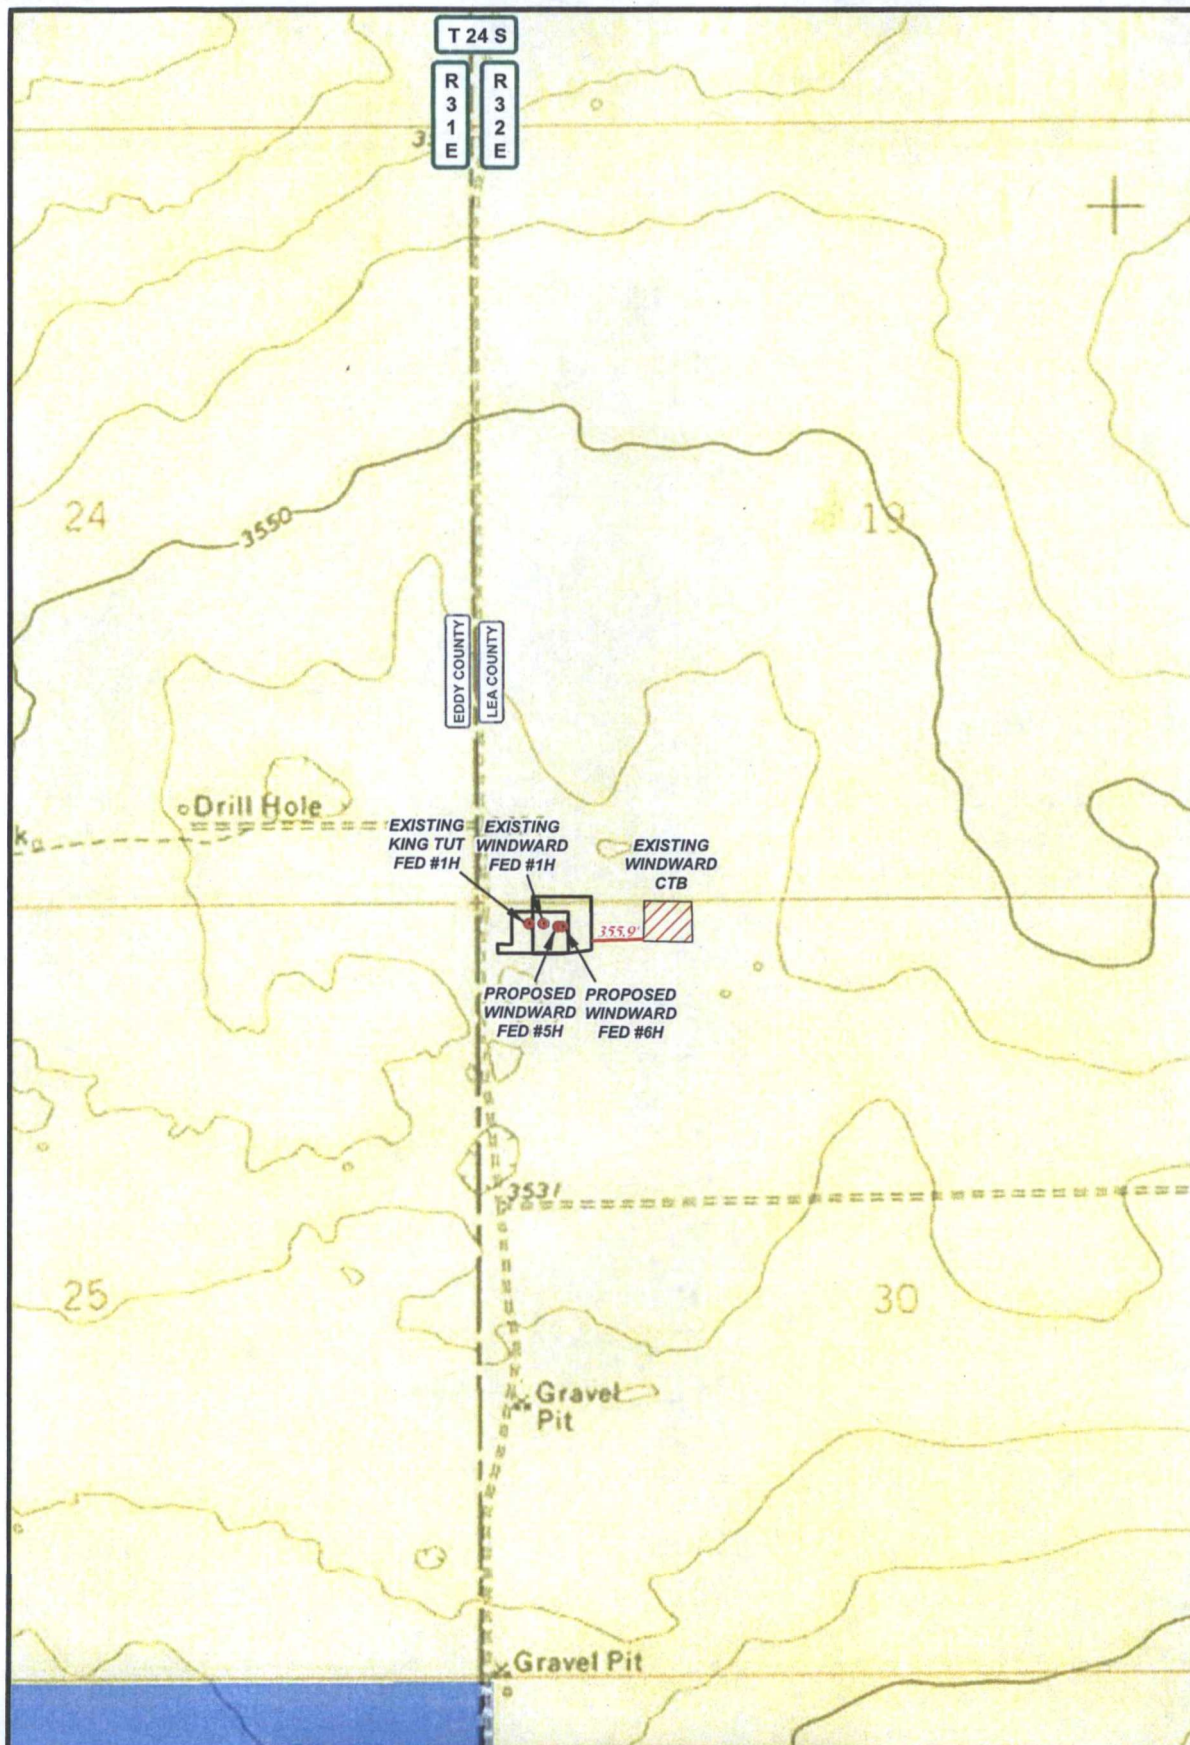 T 24 S
R
3
1
E
R
3
2
E
24
19
3550
EDDY COUNTY
LEA COUNTY
Drill Hole
EXISTING
KING TUT
FED #1H
EXISTING
WINDWARD
FED #1H
EXISTING
WINDWARD
CTB
355.9'
PROPOSED
WINDWARD
FED #5H
PROPOSED
WINDWARD
FED #6H
3531
25
30
Gravel
Pit
Gravel Pit